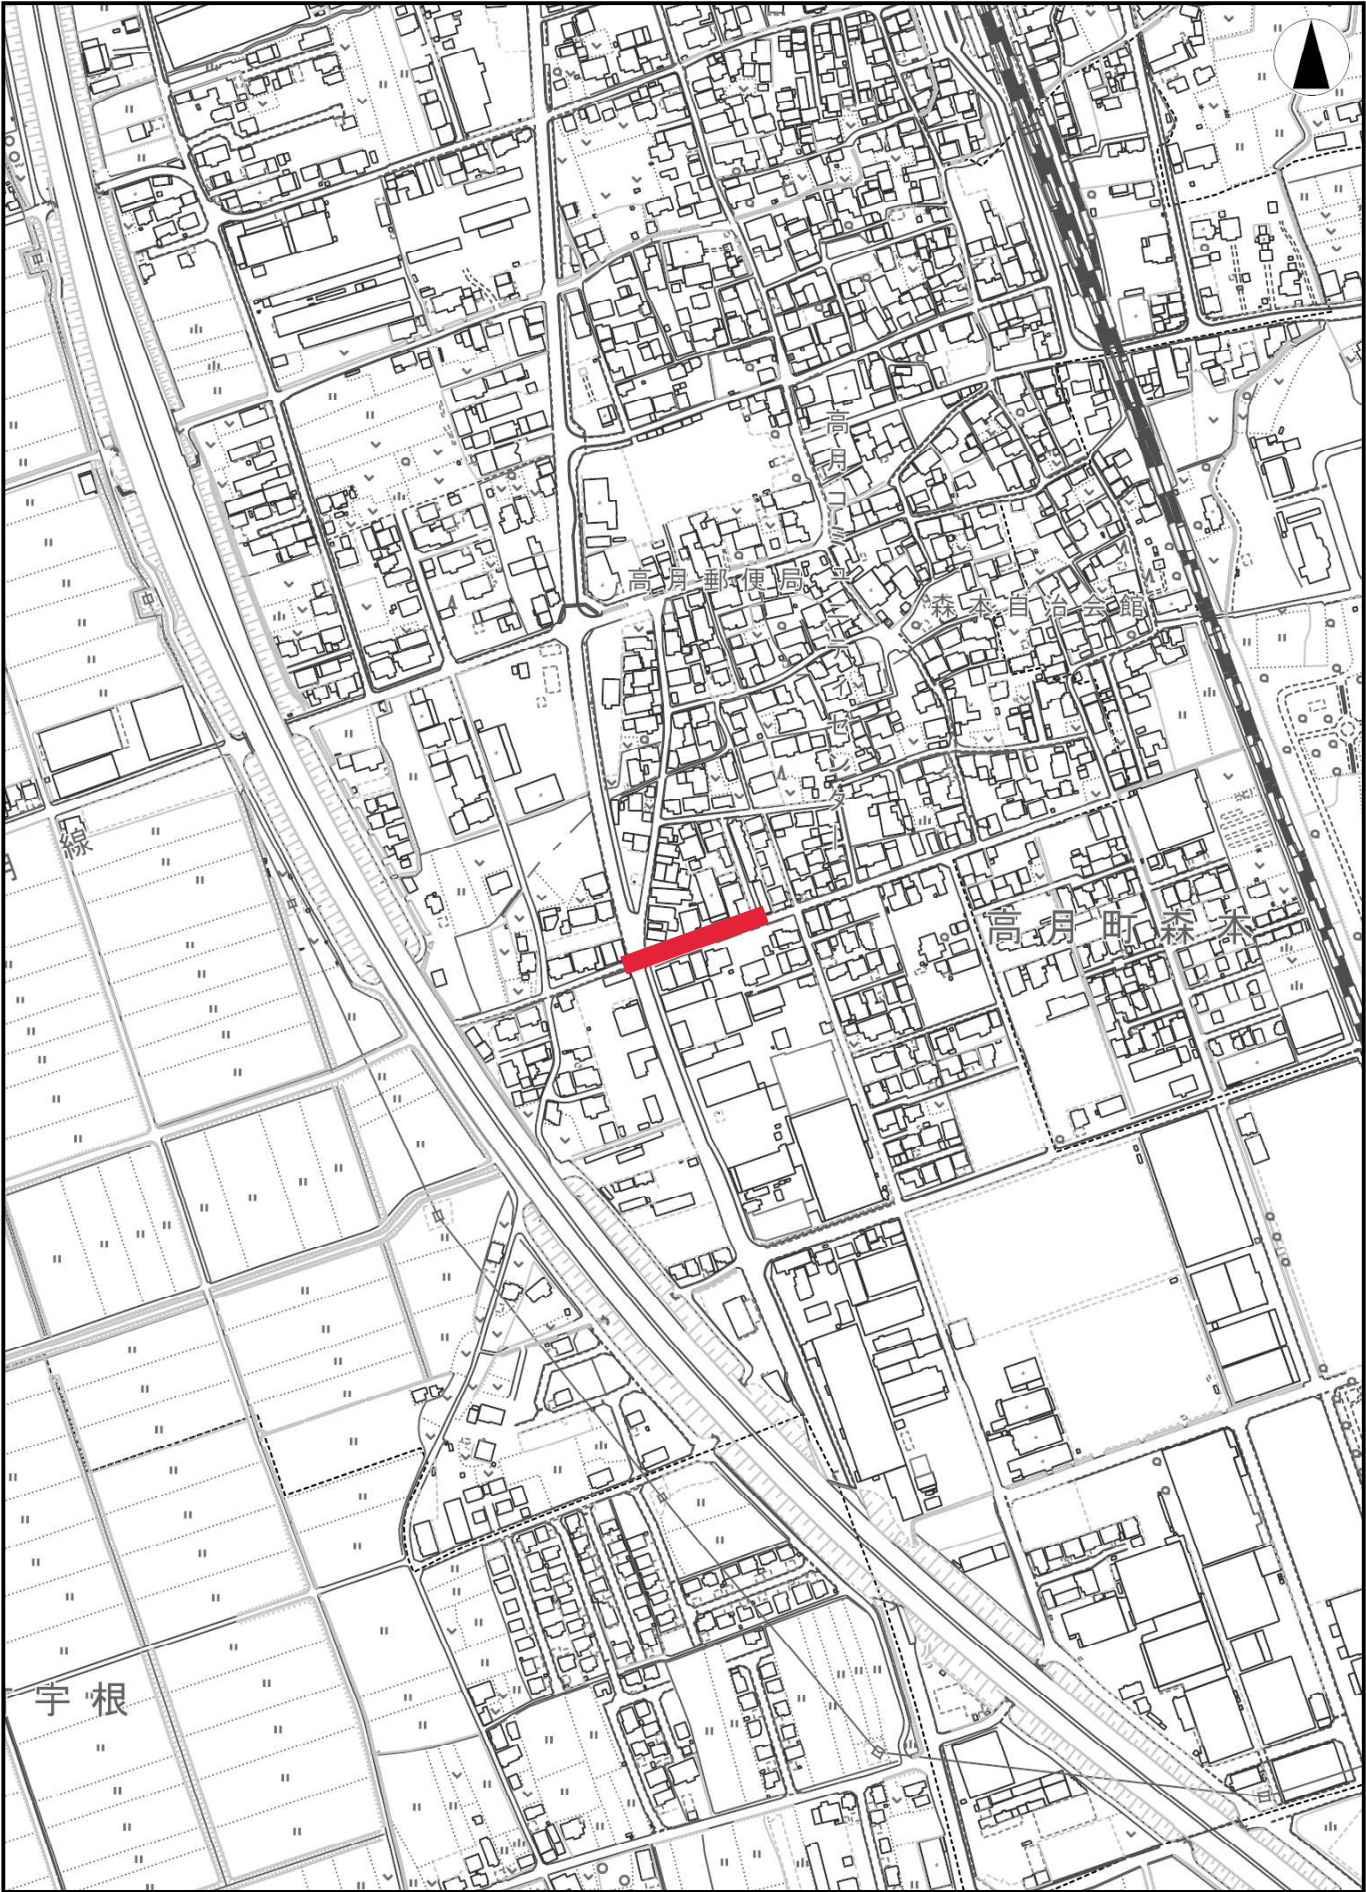 高月コミュニティセンター
高月郵便局
森本自治会館
線
高月町森本
宇根